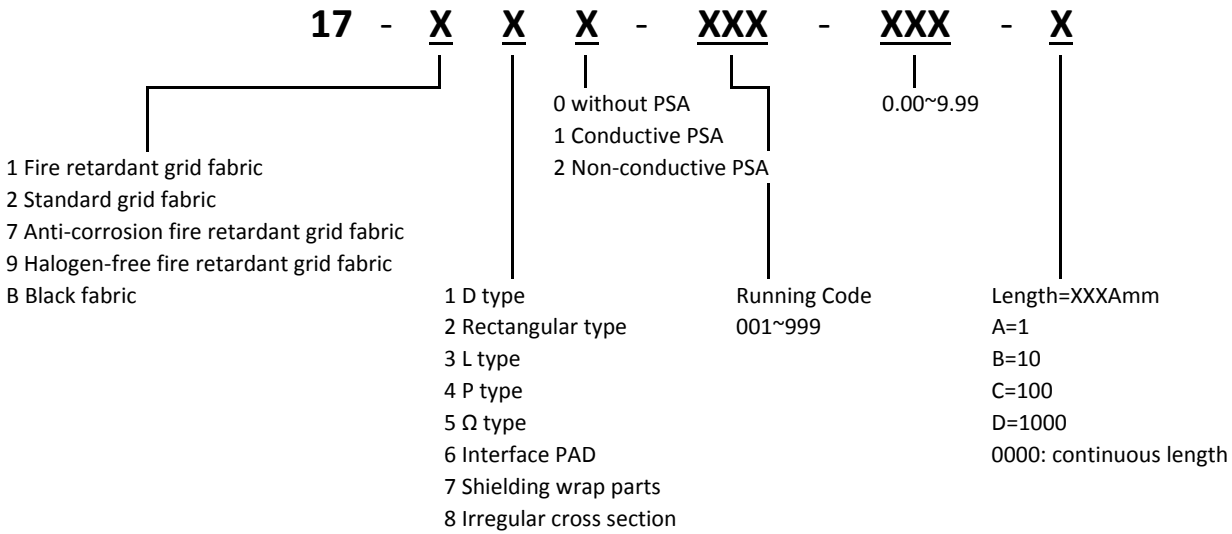 17 - X X X - XXX - XXX - X
0 without PSA
1 Conductive PSA
2 Non-conductive PSA
0.00~9.99
1 Fire retardant grid fabric
2 Standard grid fabric
7 Anti-corrosion fire retardant grid fabric
9 Halogen-free fire retardant grid fabric
B Black fabric
1 D type
2 Rectangular type
3 L type
4 P type
5 Ω type
6 Interface PAD
7 Shielding wrap parts
8 Irregular cross section
Running Code
001~999
Length=XXXAmm
A=1
B=10
C=100
D=1000
0000: continuous length